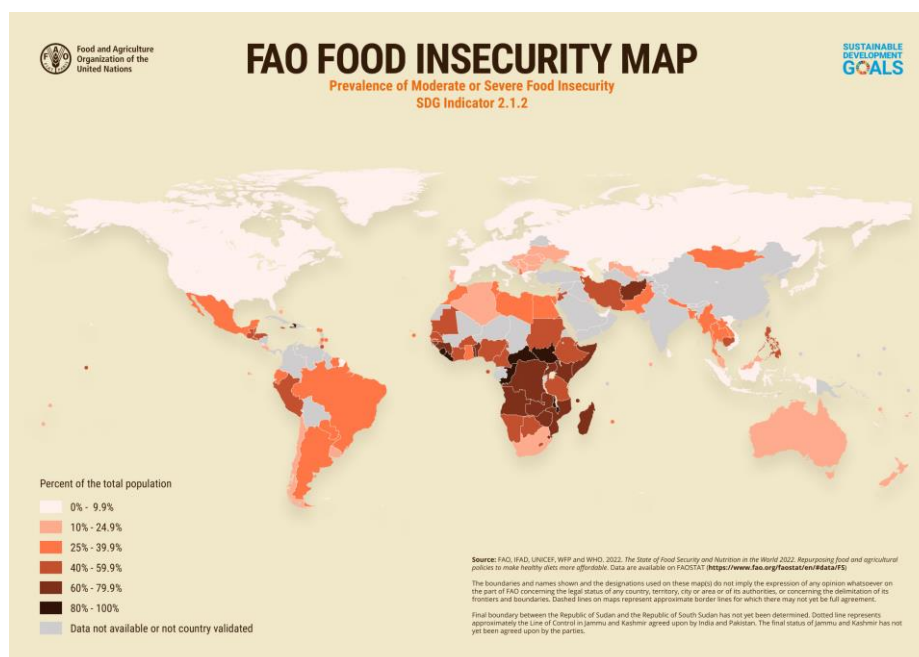 Food and Agriculture
Organization of the
United Nations
FAO FOOD INSECURITY MAP
Prevalence of Moderate or Severe Food Insecurity
SDG Indicator 2.1.2
SUSTAINABLE
DEVELOPMENT
GOALS
Percent of the total population
0% - 9.9%
10% - 24.9%
25% - 39.9%
40% - 59.9%
60% - 79.9%
80% - 100%
Data not available or not country validated
Source: FAO, IFAD, UNICEF, WFP and WHO, 2022. The State of Food Security and Nutrition in the World 2022. Repurposing food and agricultural
policies to make healthy diets more affordable. Data are available on FAOSTAT (https://www.fao.org/faostat/en/#data/FS)
The boundaries and names shown and the designations used on these map(s) do not imply the expression of any opinion whatsoever on
the part of FAO concerning the legal status of any country, territory, city or area or of its authorities, or concerning the delimitation of its
frontiers and boundaries. Dashed lines on maps represent approximate border lines for which there may not yet be full agreement.
Final boundary between the Republic of Sudan and the Republic of South Sudan has not yet been determined. Dotted line represents
approximately the Line of Control in Jammu and Kashmir agreed upon by India and Pakistan. The final status of Jammu and Kashmir has not
yet been agreed upon by the parties.